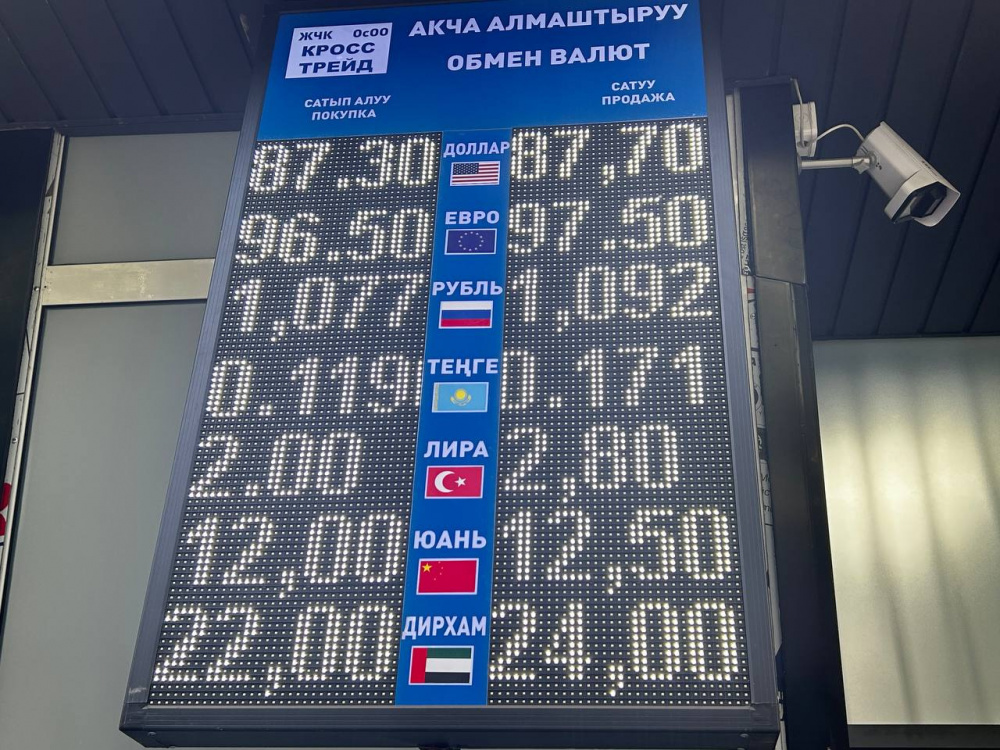 ЖЧК ОсОО
КРОСС
ТРЕЙД
АКЧА АЛМАШТЫРУУ
ОБМЕН ВАЛЮТ
САТЫП АЛУУ
ПОКУПКА
САТУУ
ПРОДАЖА
87.30 ДОЛЛАР 87,70
96.50 ЕВРО 97.50
1,077 РУБЛЬ 1,092
0.119 ТЕҢГЕ 0.171
2.00 ЛИРА 2,80
12,00 ЮАНЬ 12,50
22,00 ДИРХАМ 24,00